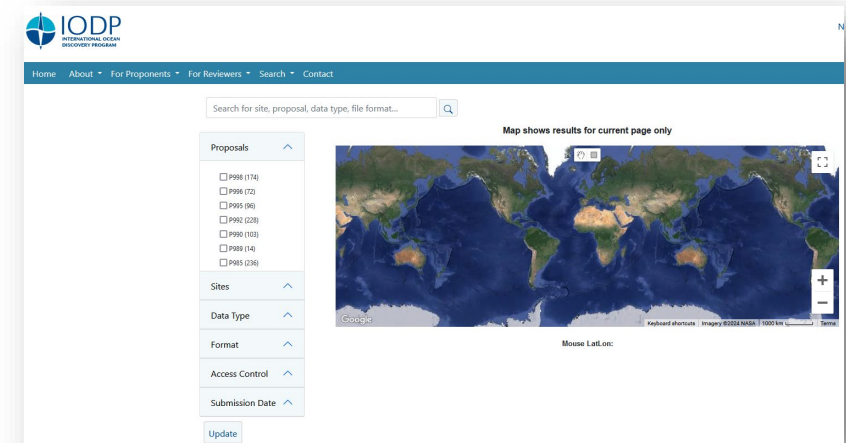 IODP
INTERNATIONAL OCEAN
DISCOVERY PROGRAM
N
Home About For Proponents For Reviewers Search Contact
Search for site, proposal, data type, file format...
Map shows results for current page only
Proposals
P998 (174)
P996 (72)
P995 (96)
P992 (228)
P990 (103)
P989 (14)
P985 (236)
Sites
Data Type
Format
Access Control
Submission Date
Update
Google
Keyboard shortcuts Imagery ©2024 NASA 1000 km Terms
Mouse LatLon: